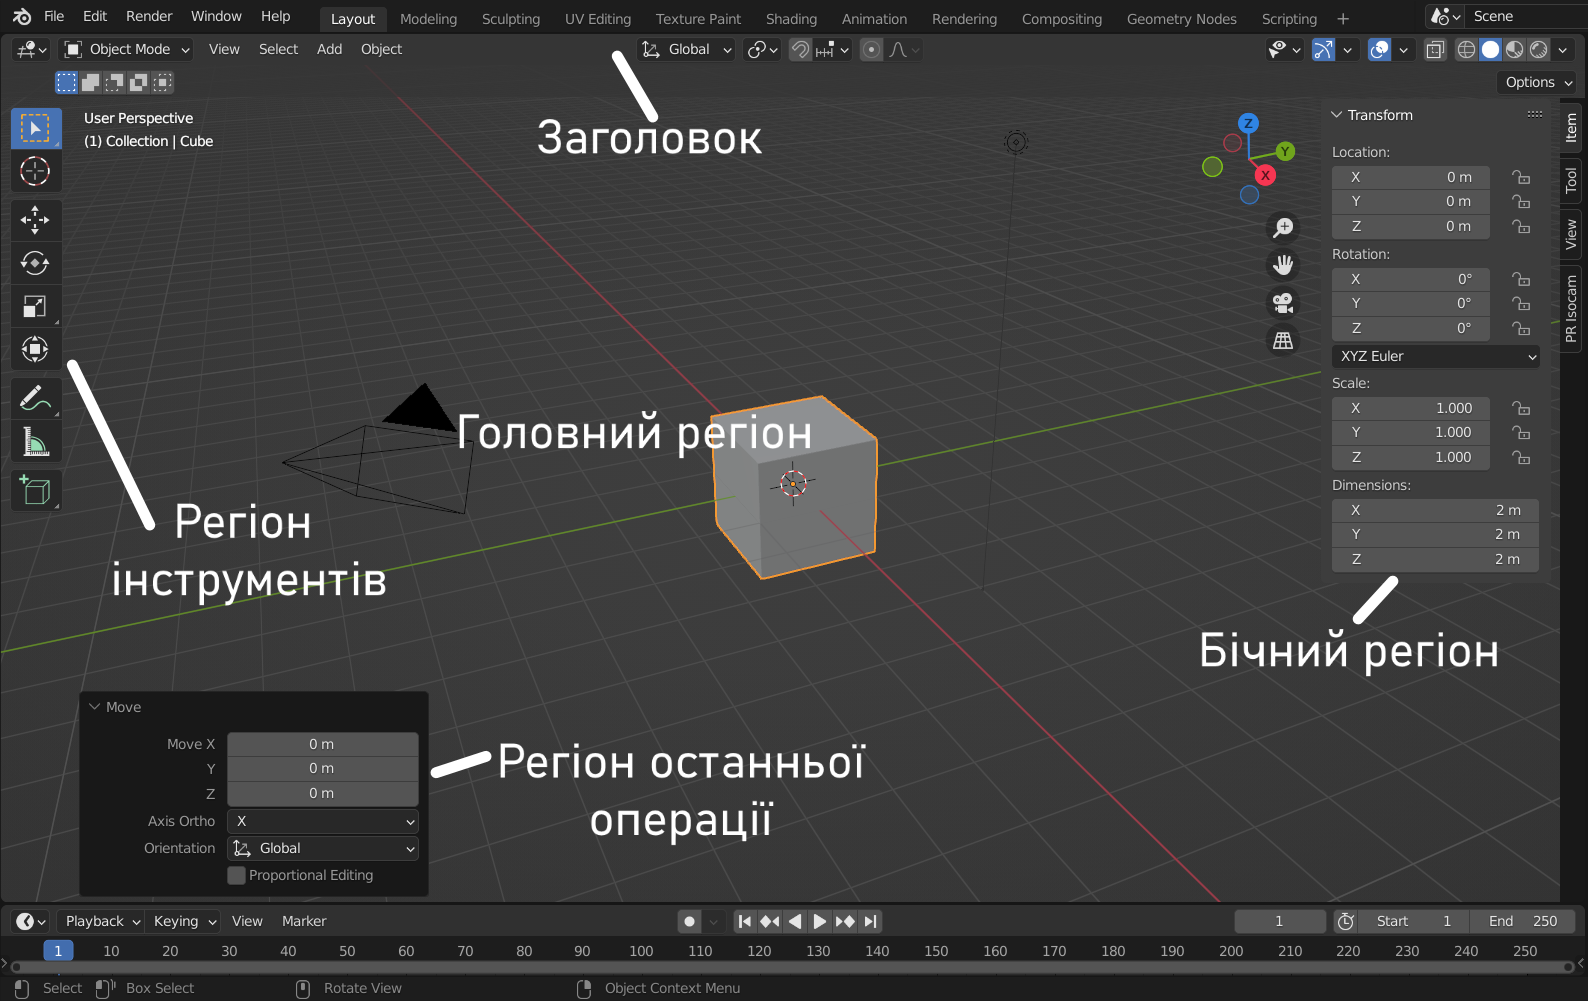 File Edit Render Window Help Layout Modeling Sculpting UV Editing Texture Paint Shading Animation Rendering Compositing Geometry Nodes Scripting + Scene
Object Mode View Select Add Object Global
Options
User Perspective
(1) Collection | Cube
Заголовок
Z
Y
X
Transform
Location:
X 0 m
Y 0 m
Z 0 m
Rotation:
X 0°
Y 0°
Z 0°
XYZ Euler
Scale:
X 1.000
Y 1.000
Z 1.000
Dimensions:
X 2 m
Y 2 m
Z 2 m
Item
Tool
View
PR Isocam
Головний регіон
Регіон
інструментів
Бічний регіон
Move
Move X 0 m
Y 0 m
Z 0 m
Axis Ortho X
Orientation Global
Proportional Editing
Регіон останньої
операції
Playback Keying View Marker 1 Start 1 End 250
1 10 20 30 40 50 60 70 80 90 100 110 120 130 140 150 160 170 180 190 200 210 220 230 240 250
Select Box Select Rotate View Object Context Menu